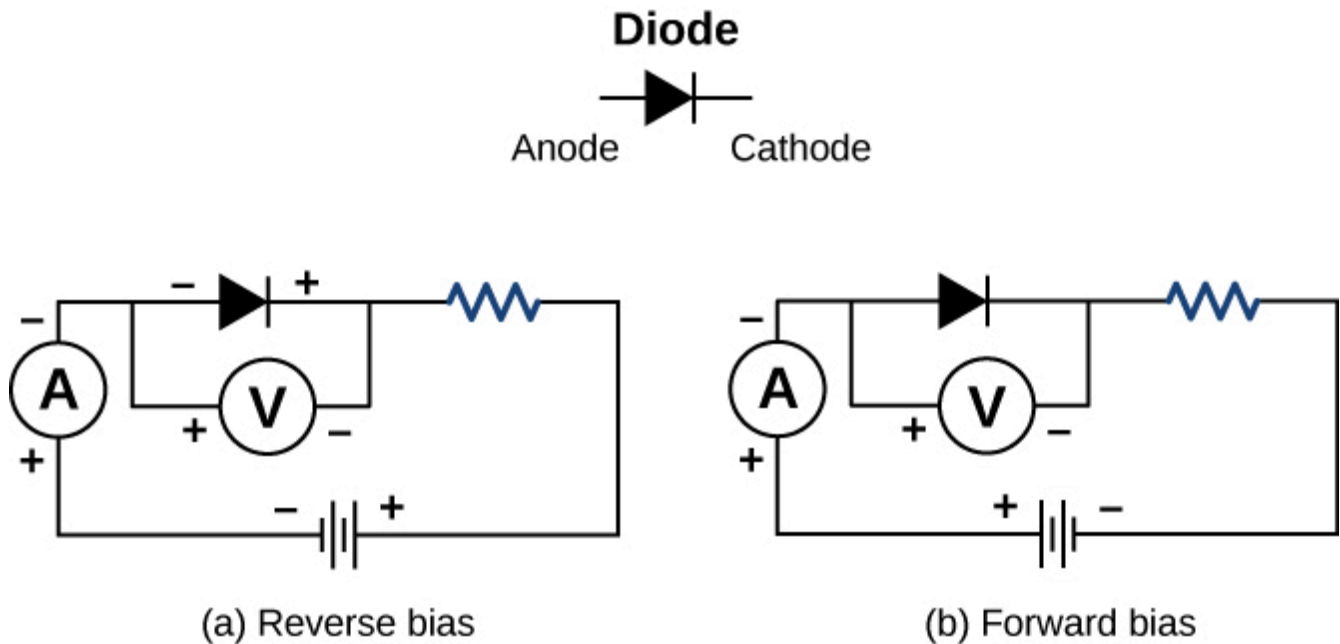 Diode
Anode Cathode
− +
−
A
V
+ −
+
− +
(a) Reverse bias
−
A
V
+ −
+
+ −
(b) Forward bias